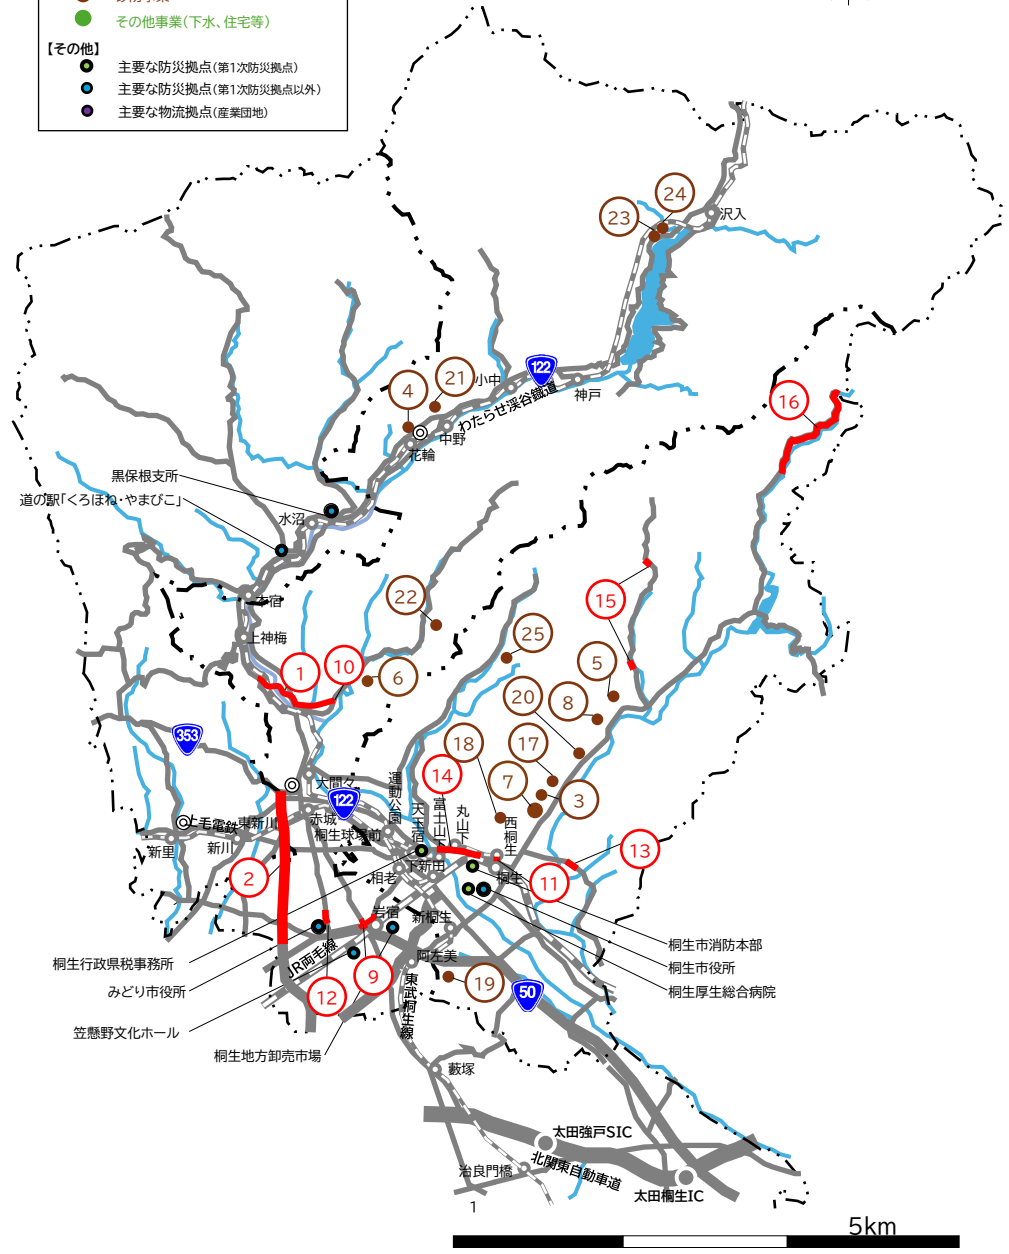 その他事業(下水、住宅等)
【その他】
主要な防災拠点(第1次防災拠点)
主要な防災拠点(第1次防災拠点以外)
主要な物流拠点(産業団地)
24
23
沢入
122
小中
21
4
神戸
わたらせ渓谷鐵道
16
中野
花輪
黒保根支所
道の駅「くろほね・やまびこ」
水沼
本宿
22
15
上神梅
25
10
1
6
5
20
8
353
18
17
14
7
3
大間々
122
運動公園
天王宿
富士山下
丸山下
西桐生
上毛電鉄
東新川
赤城
桐生球場前
新里
新川
13
2
下新田
相老
桐生
11
岩宿
新桐生
桐生市消防本部
JR両毛線
阿左美
桐生行政県税事務所
桐生市役所
9
19
みどり市役所
12
東武桐生線
50
桐生厚生総合病院
笠懸野文化ホール
桐生地方卸売市場
藪塚
太田強戸SIC
北関東自動車道
治良門橋
太田桐生IC
1
5km